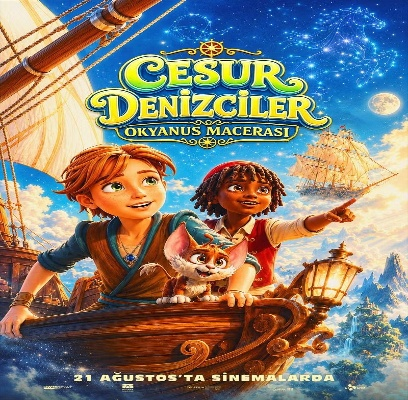 CESUR
DENİZCİLER
OKYANUS MACERASI
21 AĞUSTOS'TA SİNEMALARDA